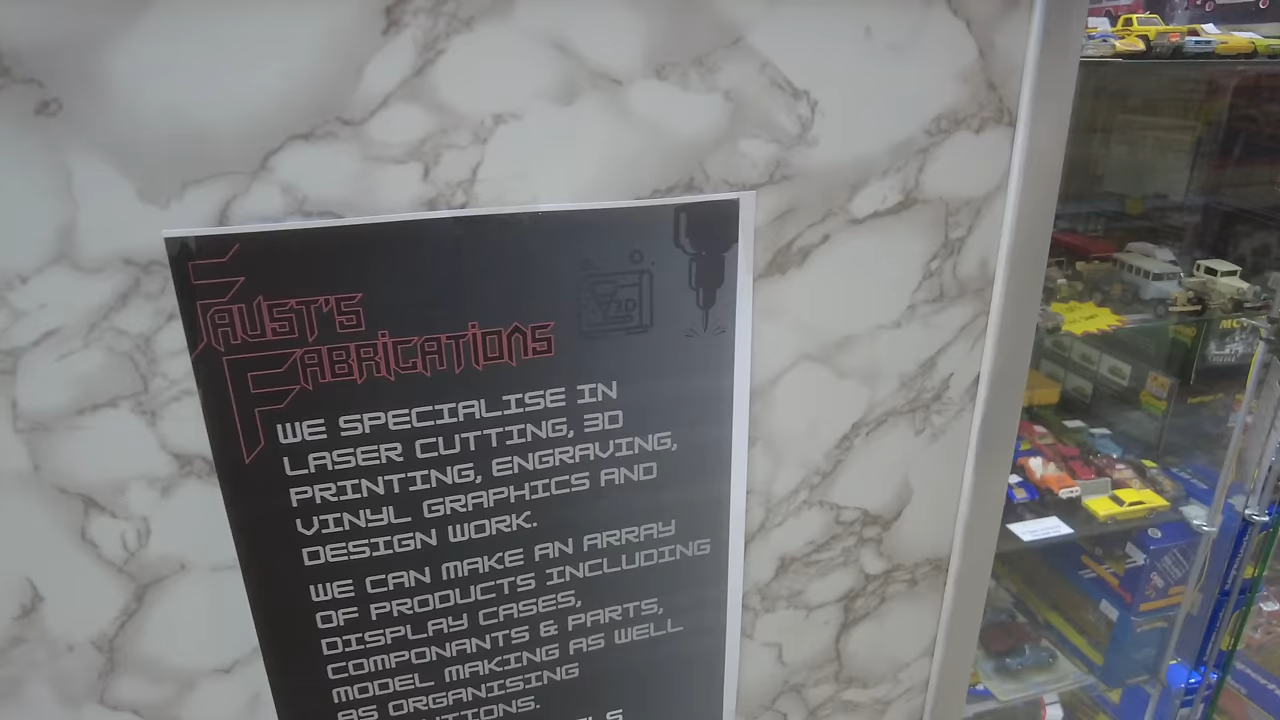 FAUST'S
FABRICATIONS
3D
WE SPECIALISE IN
LASER CUTTING, 3D
PRINTING, ENGRAVING,
VINYL GRAPHICS AND
DESIGN WORK.
WE CAN MAKE AN ARRAY
OF PRODUCTS INCLUDING
DISPLAY CASES,
COMPONANTS & PARTS,
MODEL MAKING AS WELL
AS ORGANISING